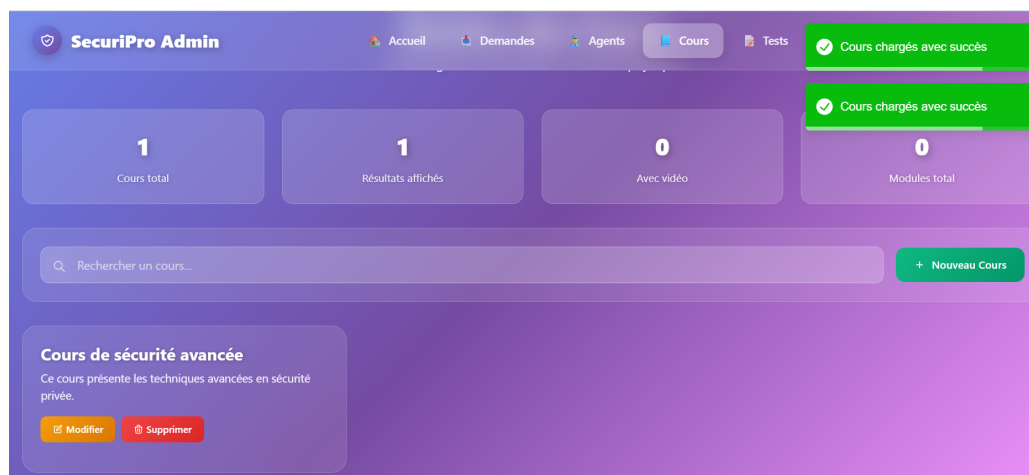 SecuriPro Admin
Accueil
Demandes
Agents
Cours
Tests
Cours chargés avec succès
Cours chargés avec succès
1
Cours total
1
Résultats affichés
0
Avec vidéo
0
Modules total
Rechercher un cours...
+ Nouveau Cours
Cours de sécurité avancée
Ce cours présente les techniques avancées en sécurité
privée.
Modifier
Supprimer